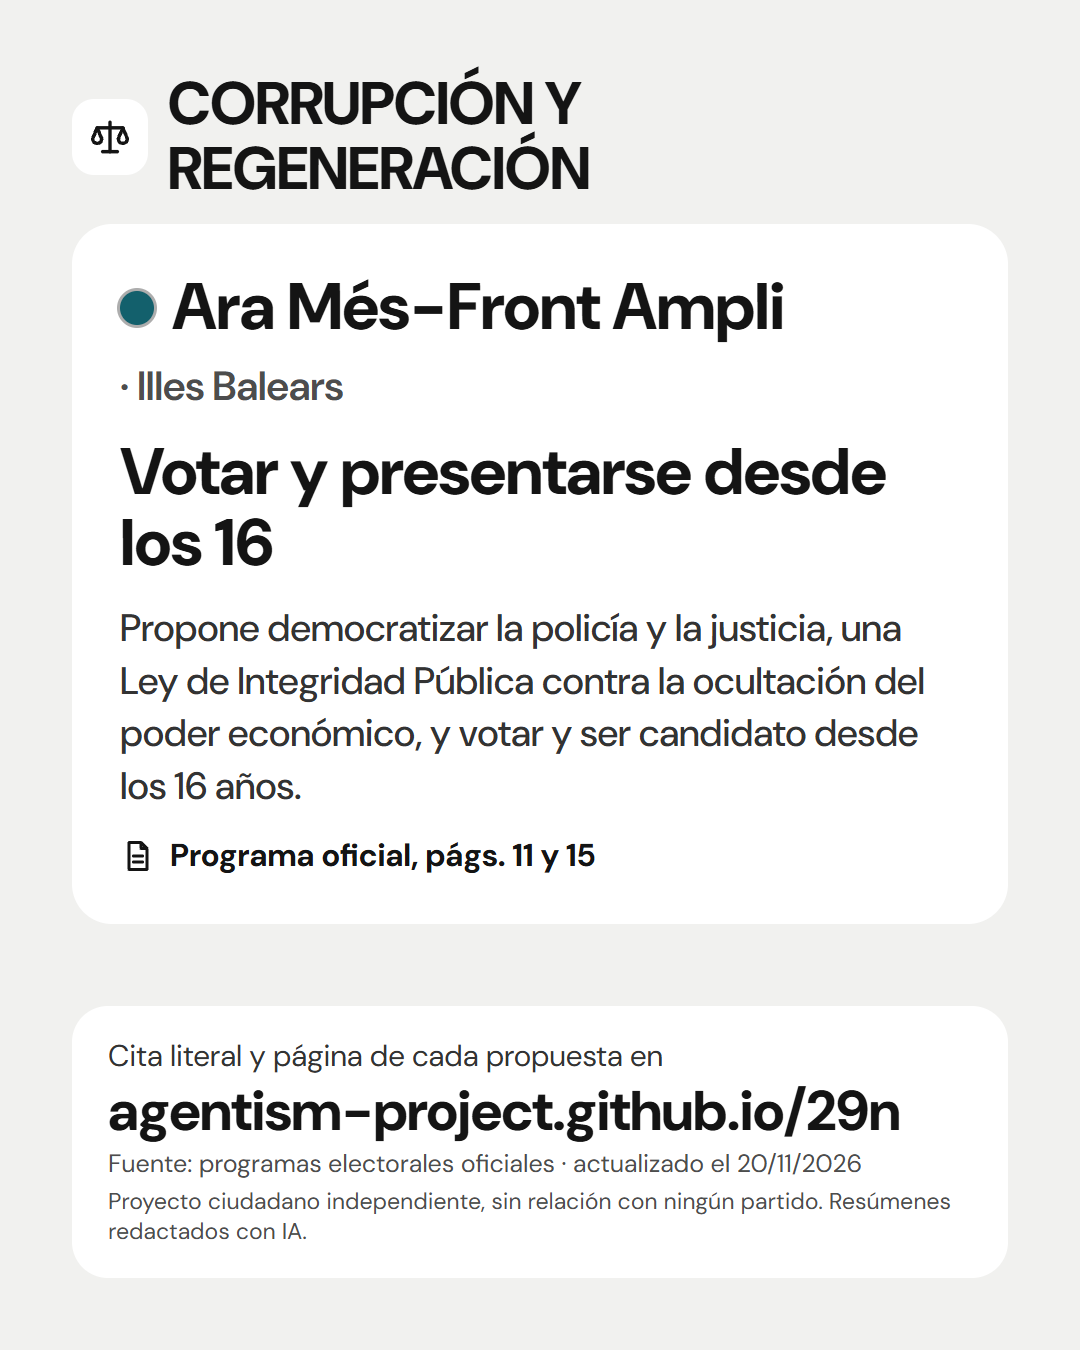 CORRUPCIÓN Y
REGENERACIÓN
Ara Més–Front Ampli
· Illes Balears
Votar y presentarse desde
los 16
Propone democratizar la policía y la justicia, una
Ley de Integridad Pública contra la ocultación del
poder económico, y votar y ser candidato desde
los 16 años.
Programa oficial, págs. 11 y 15
Cita literal y página de cada propuesta en
agentism-project.github.io/29n
Fuente: programas electorales oficiales · actualizado el 20/11/2026
Proyecto ciudadano independiente, sin relación con ningún partido. Resúmenes
redactados con IA.